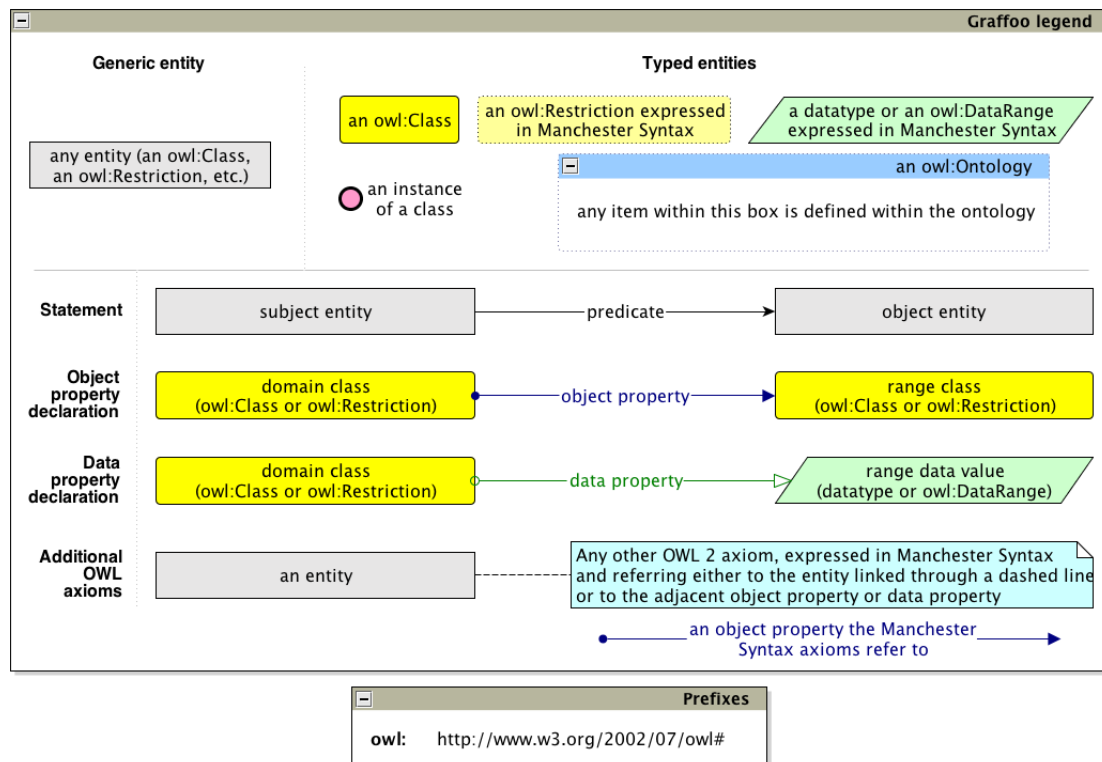 Graffoo legend
Generic entity
Typed entities
any entity (an owl:Class,
an owl:Restriction, etc.)
an owl:Class
an owl:Restriction expressed
in Manchester Syntax
a datatype or an owl:DataRange
expressed in Manchester Syntax
an instance
of a class
an owl:Ontology
any item within this box is defined within the ontology
Statement
subject entity
predicate
object entity
Object
property
declaration
domain class
(owl:Class or owl:Restriction)
object property
range class
(owl:Class or owl:Restriction)
Data
property
declaration
domain class
(owl:Class or owl:Restriction)
data property
range data value
(datatype or owl:DataRange)
Additional
OWL
axioms
an entity
Any other OWL 2 axiom, expressed in Manchester Syntax
and referring either to the entity linked through a dashed line
or to the adjacent object property or data property
an object property the Manchester
Syntax axioms refer to
Prefixes
owl: http://www.w3.org/2002/07/owl#